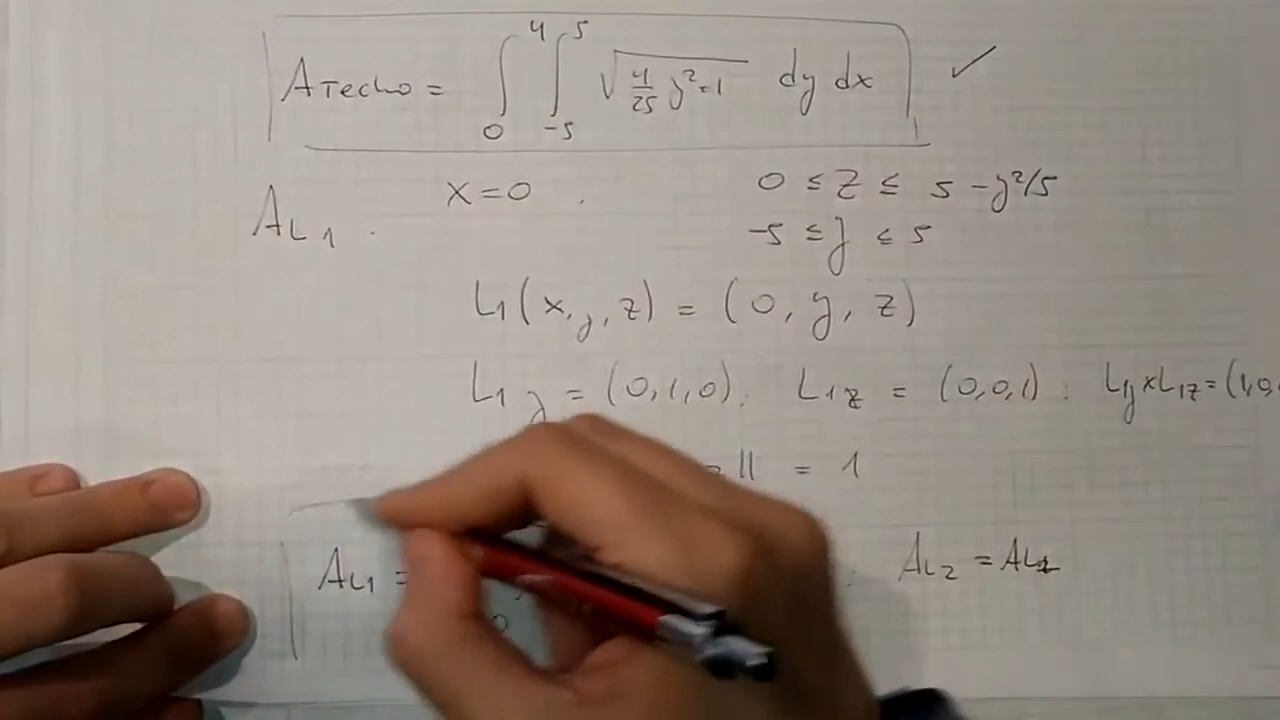 A techo = ∫₀⁴ ∫₋₅⁵ √(4/25 y² + 1) dy dx ✓
AL1 . x = 0 . 0 ≤ z ≤ 5 - y²/5
-5 ≤ y ≤ 5
L1(x, y, z) = (0, y, z)
L1y = (0,1,0). L1z = (0,0,1) : L1y x L1z = (1,0,
|| = 1
AL1 = AL2 = AL1